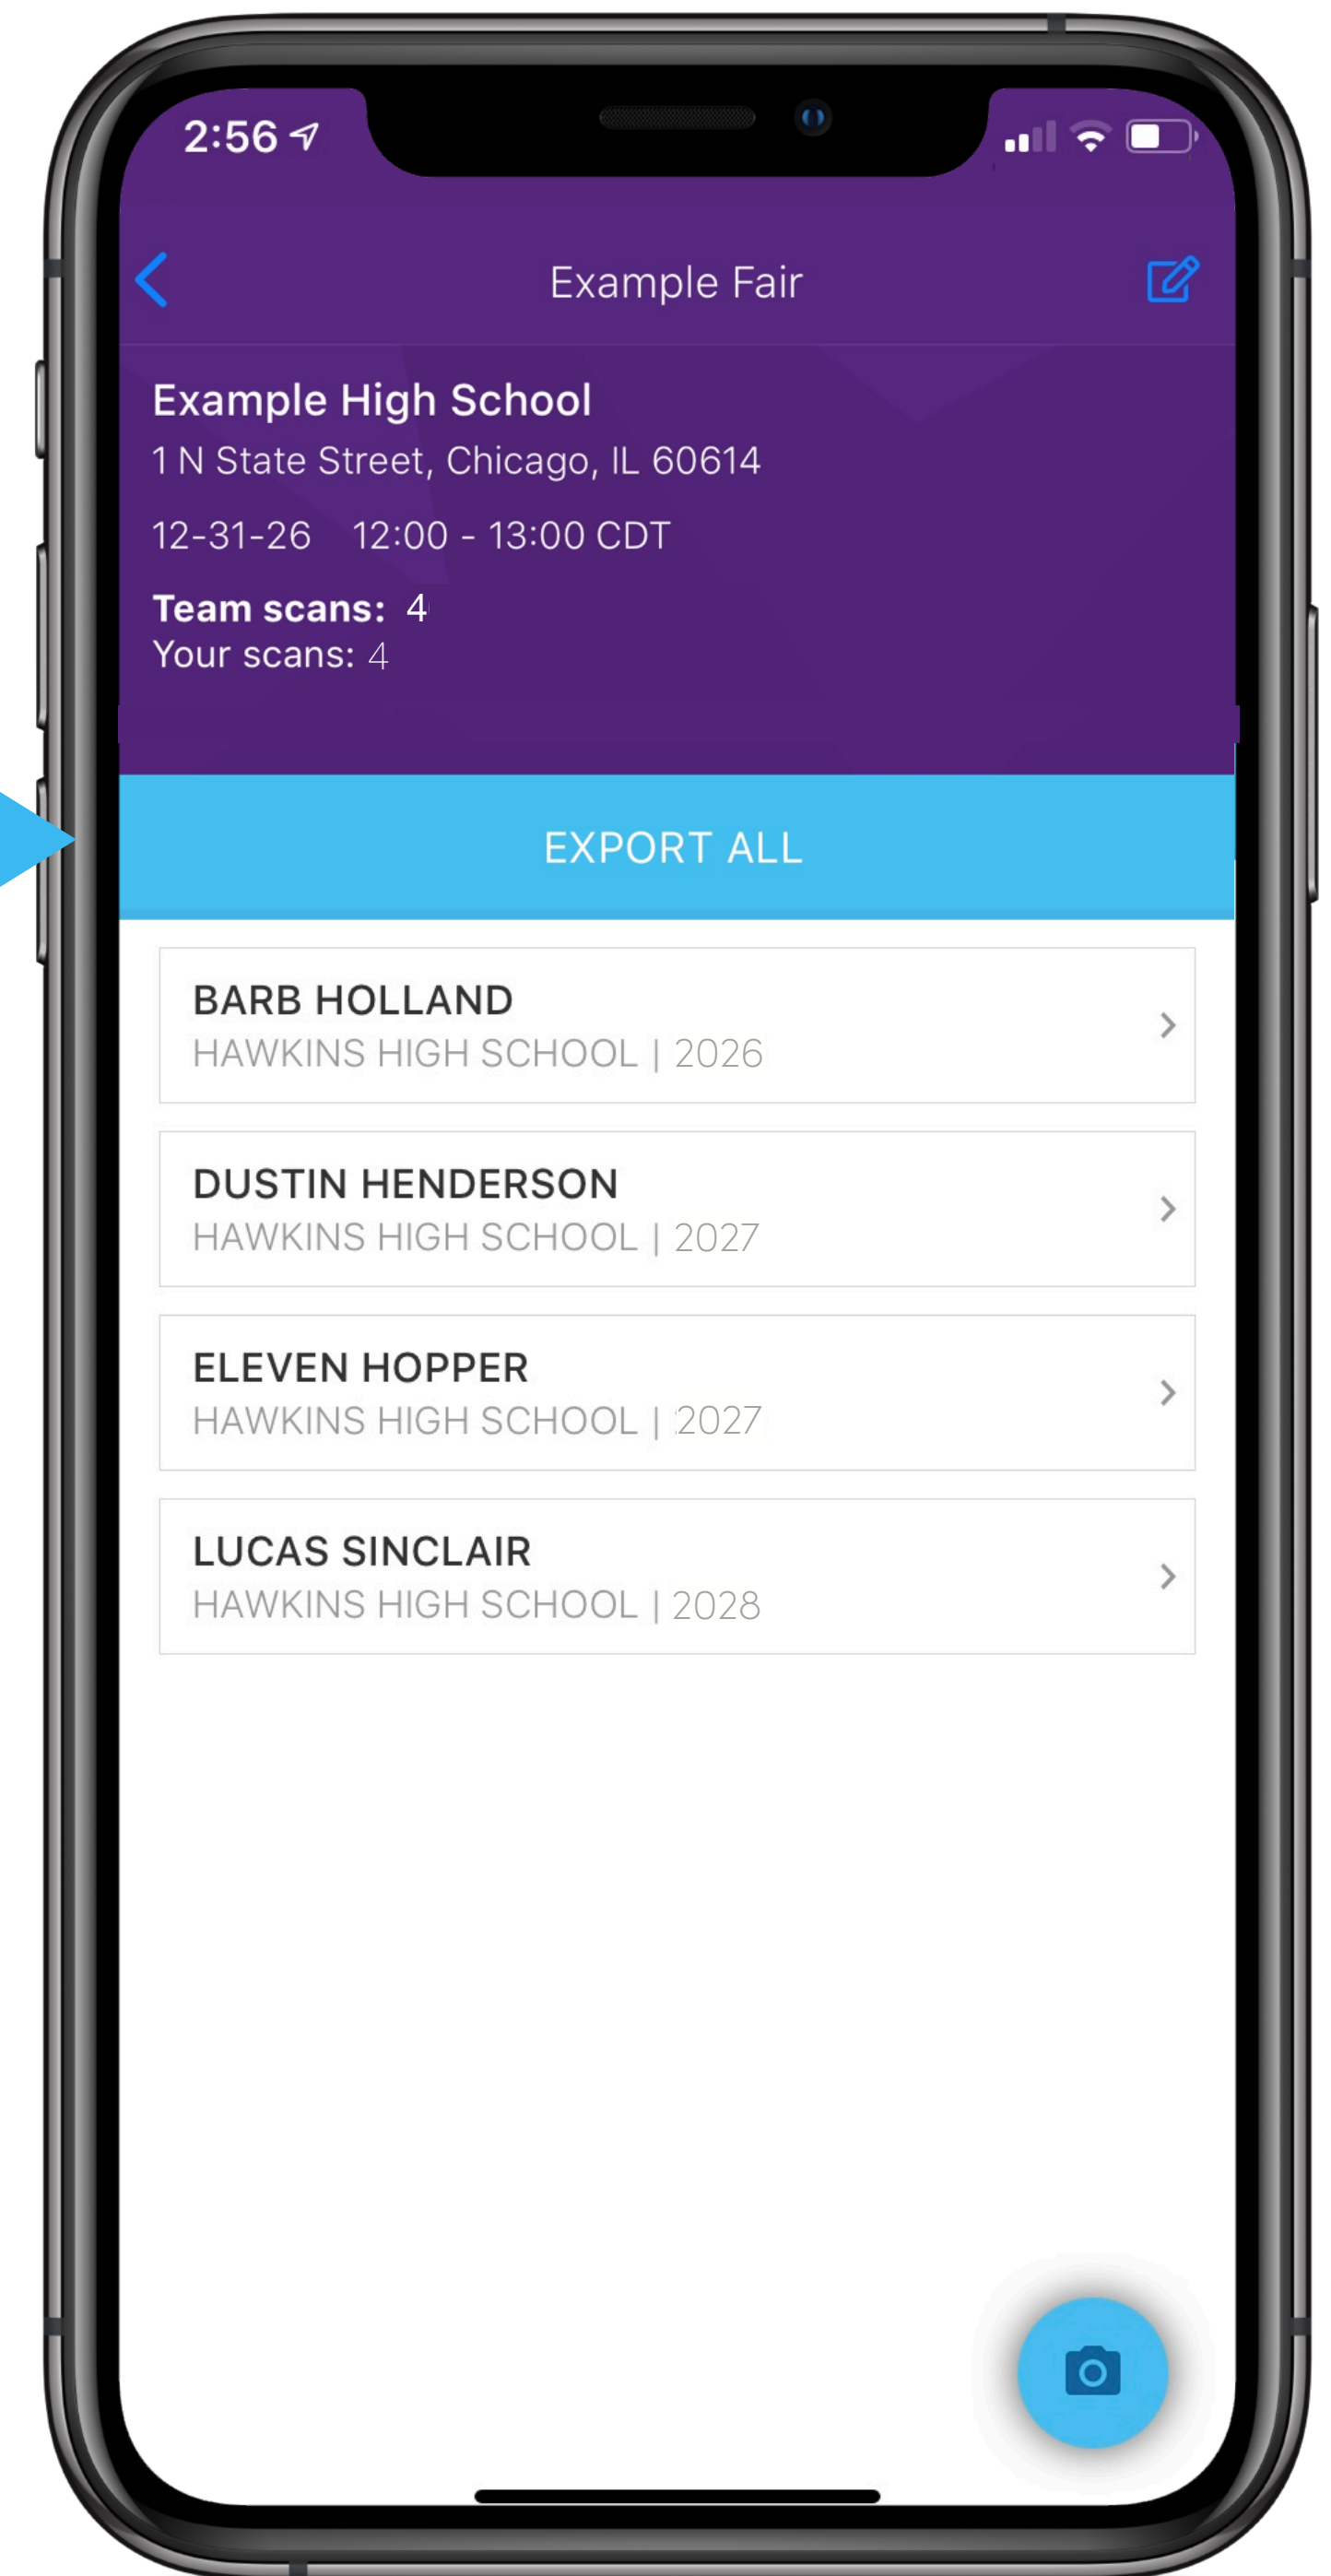 2:56
Example Fair
Example High School
1 N State Street, Chicago, IL 60614
12-31-26 12:00 - 13:00 CDT
Team scans: 4
Your scans: 4
EXPORT ALL
BARB HOLLAND
HAWKINS HIGH SCHOOL | 2026
DUSTIN HENDERSON
HAWKINS HIGH SCHOOL | 2027
ELEVEN HOPPER
HAWKINS HIGH SCHOOL | 2027
LUCAS SINCLAIR
HAWKINS HIGH SCHOOL | 2028